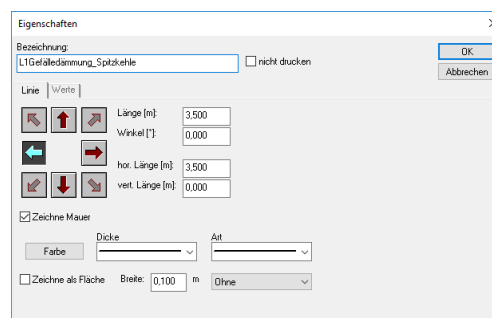 Eigenschaften
Bezeichnung:
L1Gefälledämmung_Spitzkehle
nicht drucken
OK
Abbrechen
Linie
Werte
Länge [m]:
3,500
Winkel [°]:
0,000
hor. Länge [m]:
3,500
vert. Länge [m]:
0,000
Zeichne Mauer
Dicke
Art
Farbe
Zeichne als Fläche
Breite:
0,100
m
Ohne